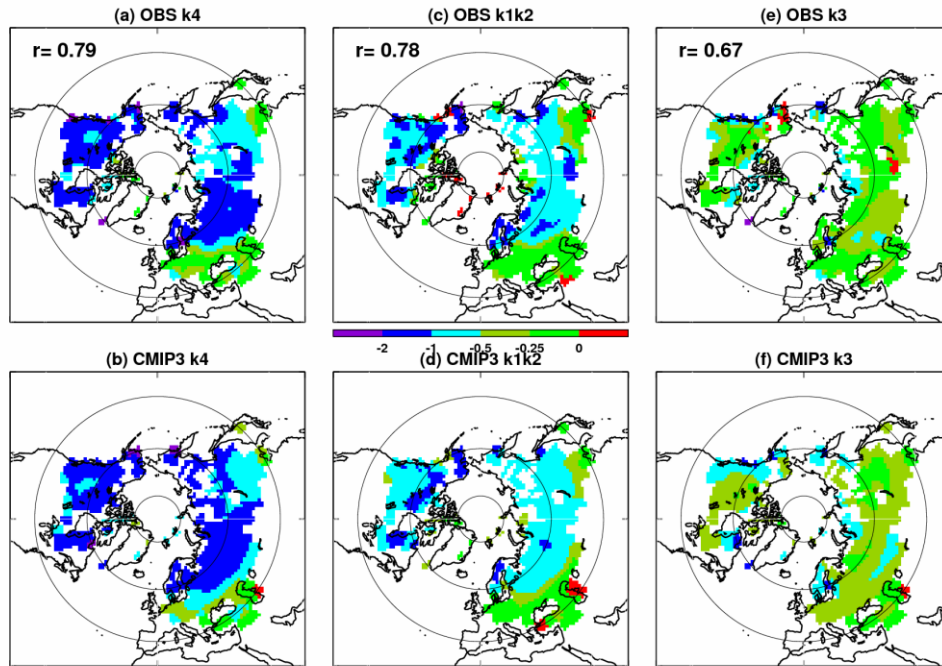 (a) OBS k4
(c) OBS k1k2
(e) OBS k3
r= 0.79
r= 0.78
r= 0.67
-2 -1 -0.5 -0.25 0
(b) CMIP3 k4
(d) CMIP3 k1k2
(f) CMIP3 k3